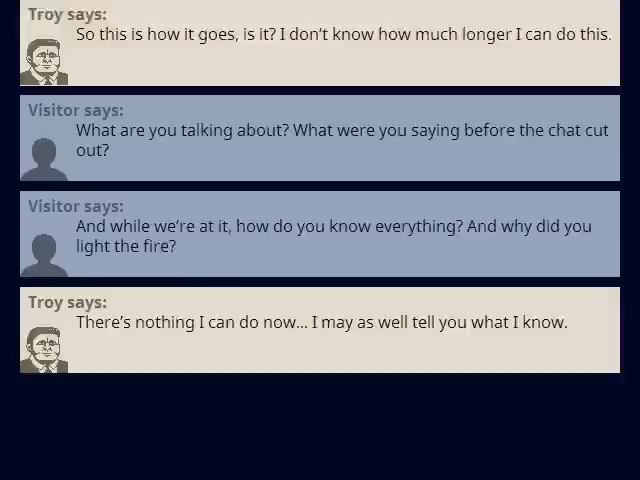 Troy says:
So this is how it goes, is it? I don’t know how much longer I can do this.
Visitor says:
What are you talking about? What were you saying before the chat cut
out?
Visitor says:
And while we’re at it, how do you know everything? And why did you
light the fire?
Troy says:
There’s nothing I can do now... I may as well tell you what I know.